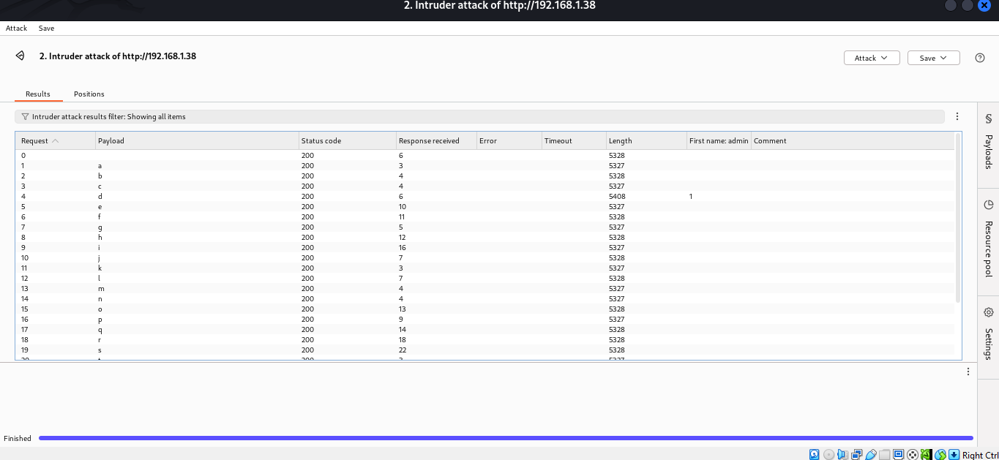 2. Intruder attack of http://192.168.1.38
Attack Save
2. Intruder attack of http://192.168.1.38
Attack Save
Results Positions
Intruder attack results filter: Showing all items
Request Payload Status code Response received Error Timeout Length First name: admin Comment
0 200 6 5328
1 a 200 3 5327
2 b 200 4 5328
3 c 200 4 5327
4 d 200 6 5408 1
5 e 200 10 5327
6 f 200 11 5328
7 g 200 5 5327
8 h 200 12 5328
9 i 200 16 5327
10 j 200 7 5328
11 k 200 3 5327
12 l 200 7 5328
13 m 200 4 5327
14 n 200 4 5327
15 o 200 13 5328
16 p 200 9 5327
17 q 200 14 5328
18 r 200 18 5328
19 s 200 22 5328
Payloads
Resource pool
Settings
Finished
Right Ctrl